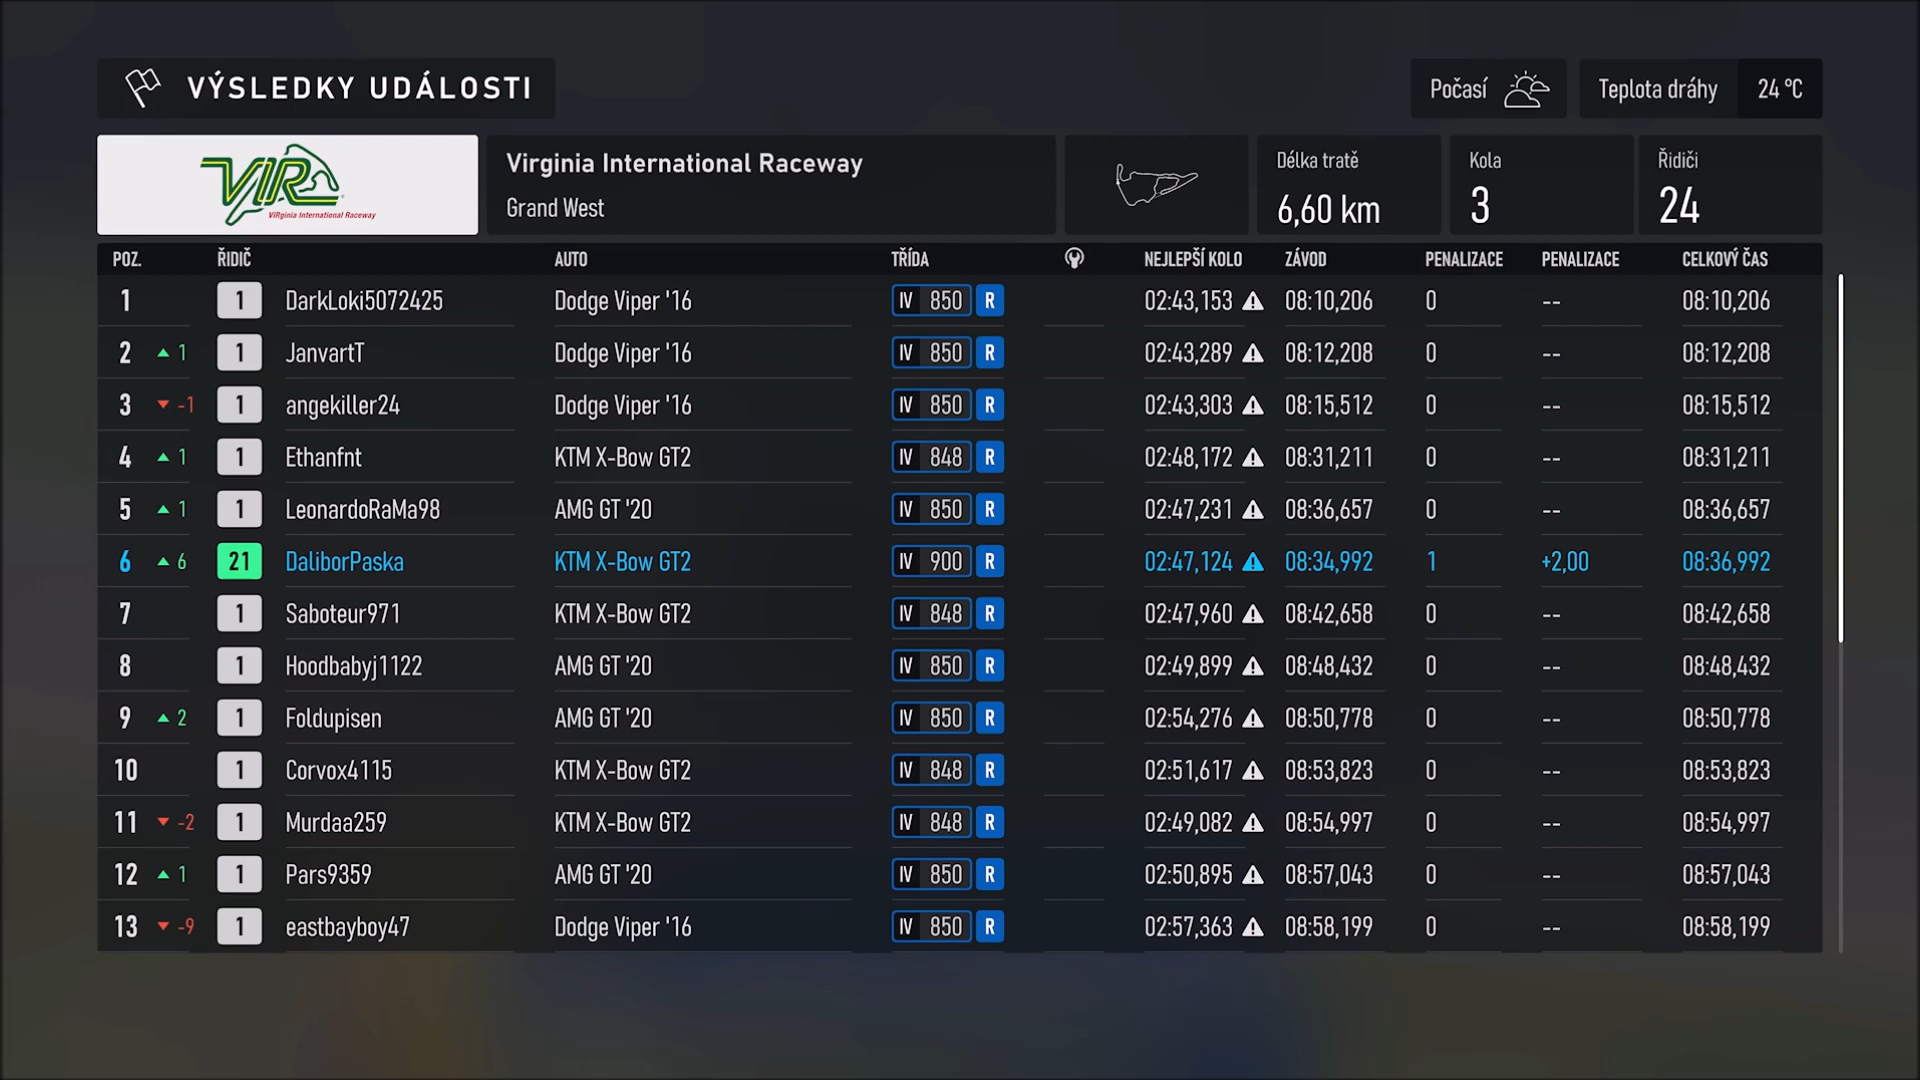 VÝSLEDKY UDÁLOSTI
Počasí
Teplota dráhy 24 °C
VIR
VIRginia International Raceway
Virginia International Raceway
Grand West
Délka tratě
6,60 km
Kola
3
Řidiči
24
POZ. ŘIDIČ AUTO TŘÍDA NEJLEPŠÍ KOLO ZÁVOD PENALIZACE PENALIZACE CELKOVÝ ČAS
1 1 DarkLoki5072425 Dodge Viper '16 IV 850 R 02:43,153 08:10,206 0 -- 08:10,206
2 1 1 JanvartT Dodge Viper '16 IV 850 R 02:43,289 08:12,208 0 -- 08:12,208
3 -1 1 angekiller24 Dodge Viper '16 IV 850 R 02:43,303 08:15,512 0 -- 08:15,512
4 1 1 Ethanfnt KTM X-Bow GT2 IV 848 R 02:48,172 08:31,211 0 -- 08:31,211
5 1 1 LeonardoRaMa98 AMG GT '20 IV 850 R 02:47,231 08:36,657 0 -- 08:36,657
6 6 21 DaliborPaska KTM X-Bow GT2 IV 900 R 02:47,124 08:34,992 1 +2,00 08:36,992
7 1 Saboteur971 KTM X-Bow GT2 IV 848 R 02:47,960 08:42,658 0 -- 08:42,658
8 1 Hoodbabyj1122 AMG GT '20 IV 850 R 02:49,899 08:48,432 0 -- 08:48,432
9 2 1 Foldupisen AMG GT '20 IV 850 R 02:54,276 08:50,778 0 -- 08:50,778
10 1 Corvox4115 KTM X-Bow GT2 IV 848 R 02:51,617 08:53,823 0 -- 08:53,823
11 -2 1 Murdaa259 KTM X-Bow GT2 IV 848 R 02:49,082 08:54,997 0 -- 08:54,997
12 1 1 Pars9359 AMG GT '20 IV 850 R 02:50,895 08:57,043 0 -- 08:57,043
13 -9 1 eastbayboy47 Dodge Viper '16 IV 850 R 02:57,363 08:58,199 0 -- 08:58,199